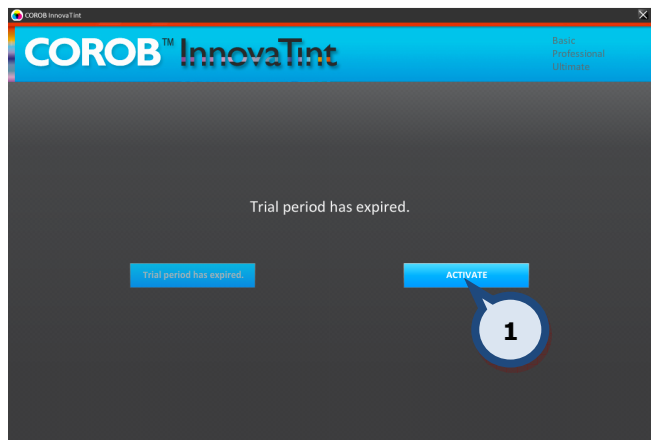 COROB InnovaTint
COROB™ InnovaTint
Basic
Professional
Ultimate
Trial period has expired.
Trial period has expired.
ACTIVATE
1